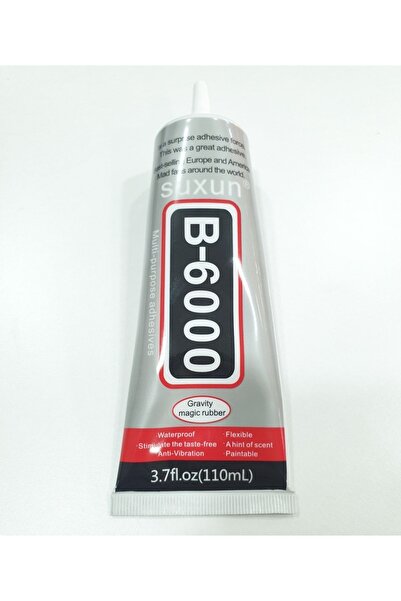 a surprise adhesive force,
This was a great adhesive.
selling Europe and America
Mad fans around the world.
suxun®
Multi-purpose adhesives
B-6000
Gravity
magic rubber
·Waterproof ·Flexible
·Stimulate the taste-free ·A hint of scent
·Anti-Vibration ·Paintable
3.7fl.oz(110mL)